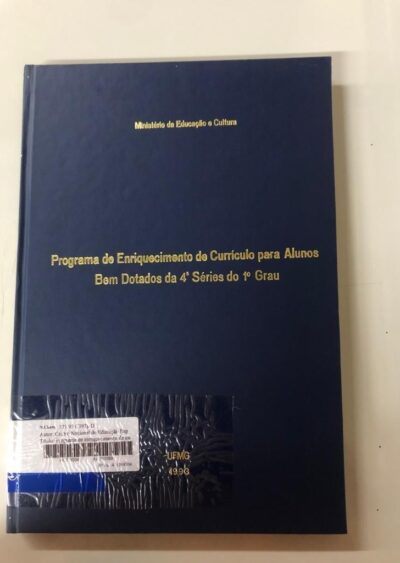 Ministério da Educação e Cultura
Programa de Enriquecimento de Currículo para Alunos
Bem Dotados da 4ª Séries do 1º Grau
UFMG
1990